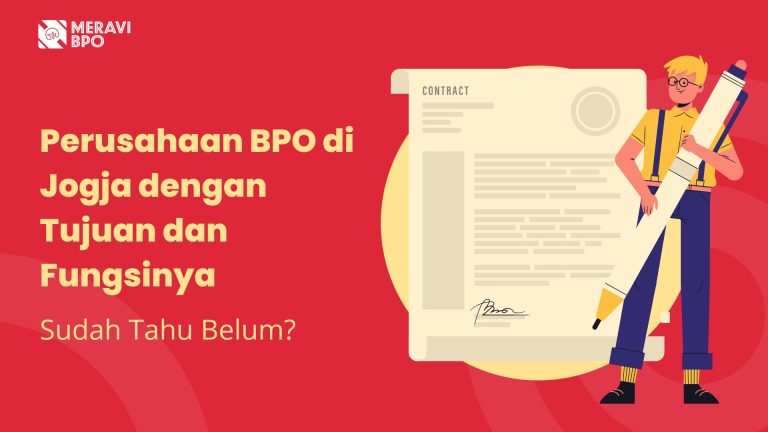 MERAVI
BPO
Perusahaan BPO di
Jogja dengan
Tujuan dan
Fungsinya
Sudah Tahu Belum?
CONTRACT